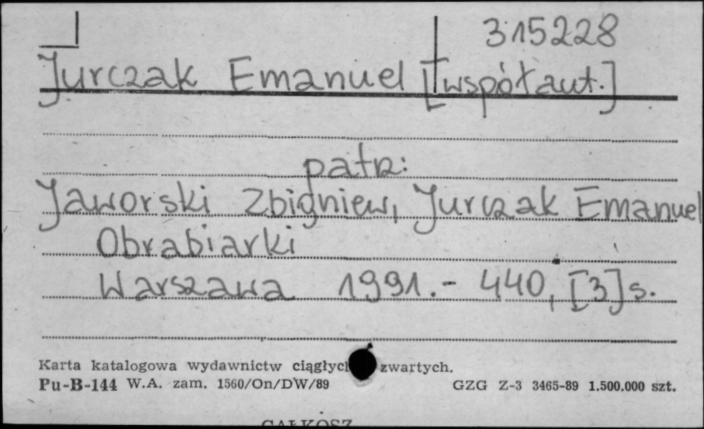 315228
Jurczak Emanuel [współaut.]
patrz:
Jaworski Zbigniew, Jurczak Emanuel
Obrabiarki
Warszawa 1991.- 440, [3] s.
Karta katalogowa wydawnictw ciągłych zwartych.
Pu-B-144 W.A. zam. 1560/On/DW/89 GZG Z-3 3465-89 1.500.000 szt.